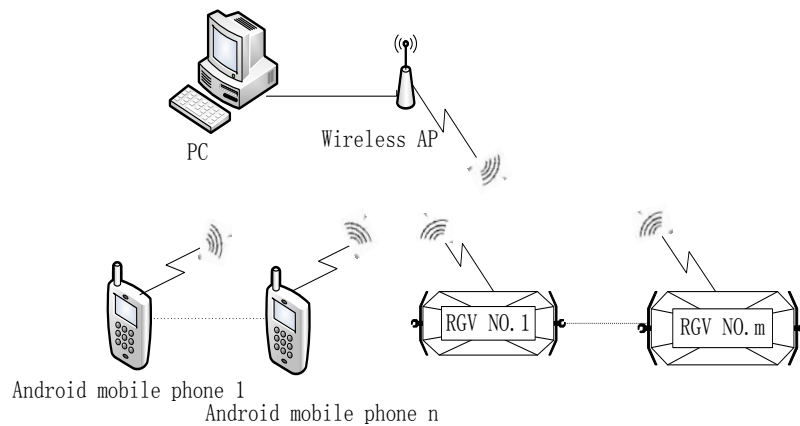 Wireless AP
PC
RGV NO.1
RGV NO.m
Android mobile phone 1
Android mobile phone n